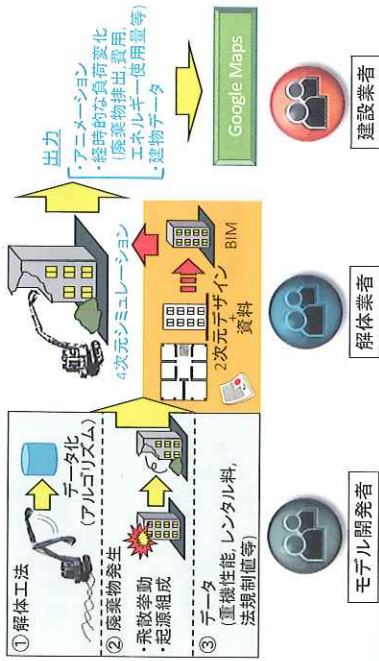 ①解体工法
データ化
(アルゴリズム)
②廃棄物発生
・飛散挙動
・起源組成
③データ
(重機性能, レンタル料,
法規制値等)
4次元シミュレーション
2次元デザイン
+
資料
BIM
出力
・アニメーション
・経時的な負荷変化
(廃棄物排出,費用,
エネルギー使用量等)
・建物データ
Google Maps
モデル開発者
解体業者
建設業者